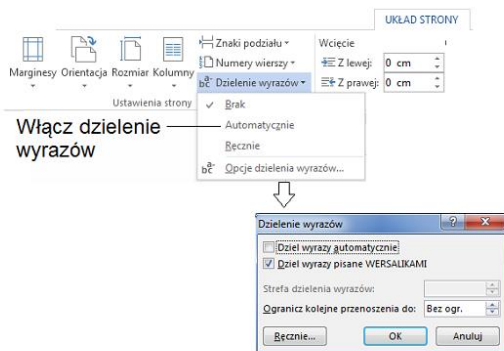 UKŁAD STRONY
Znaki podziału
Wcięcie
Numery wierszy
Z lewej: 0 cm
Marginesy Orientacja Rozmiar Kolumny
Dzielenie wyrazów
Z prawej: 0 cm
Ustawienia strony
Brak
Włącz dzielenie wyrazów
Automatycznie
Ręcznie
Opcje dzielenia wyrazów...
Dzielenie wyrazów
Dziel wyrazy automatycznie
Dziel wyrazy pisane WERSALIKAMI
Strefa dzielenia wyrazów:
Ogranicz kolejne przenoszenia do: Bez ogr.
Ręcznie... OK Anuluj